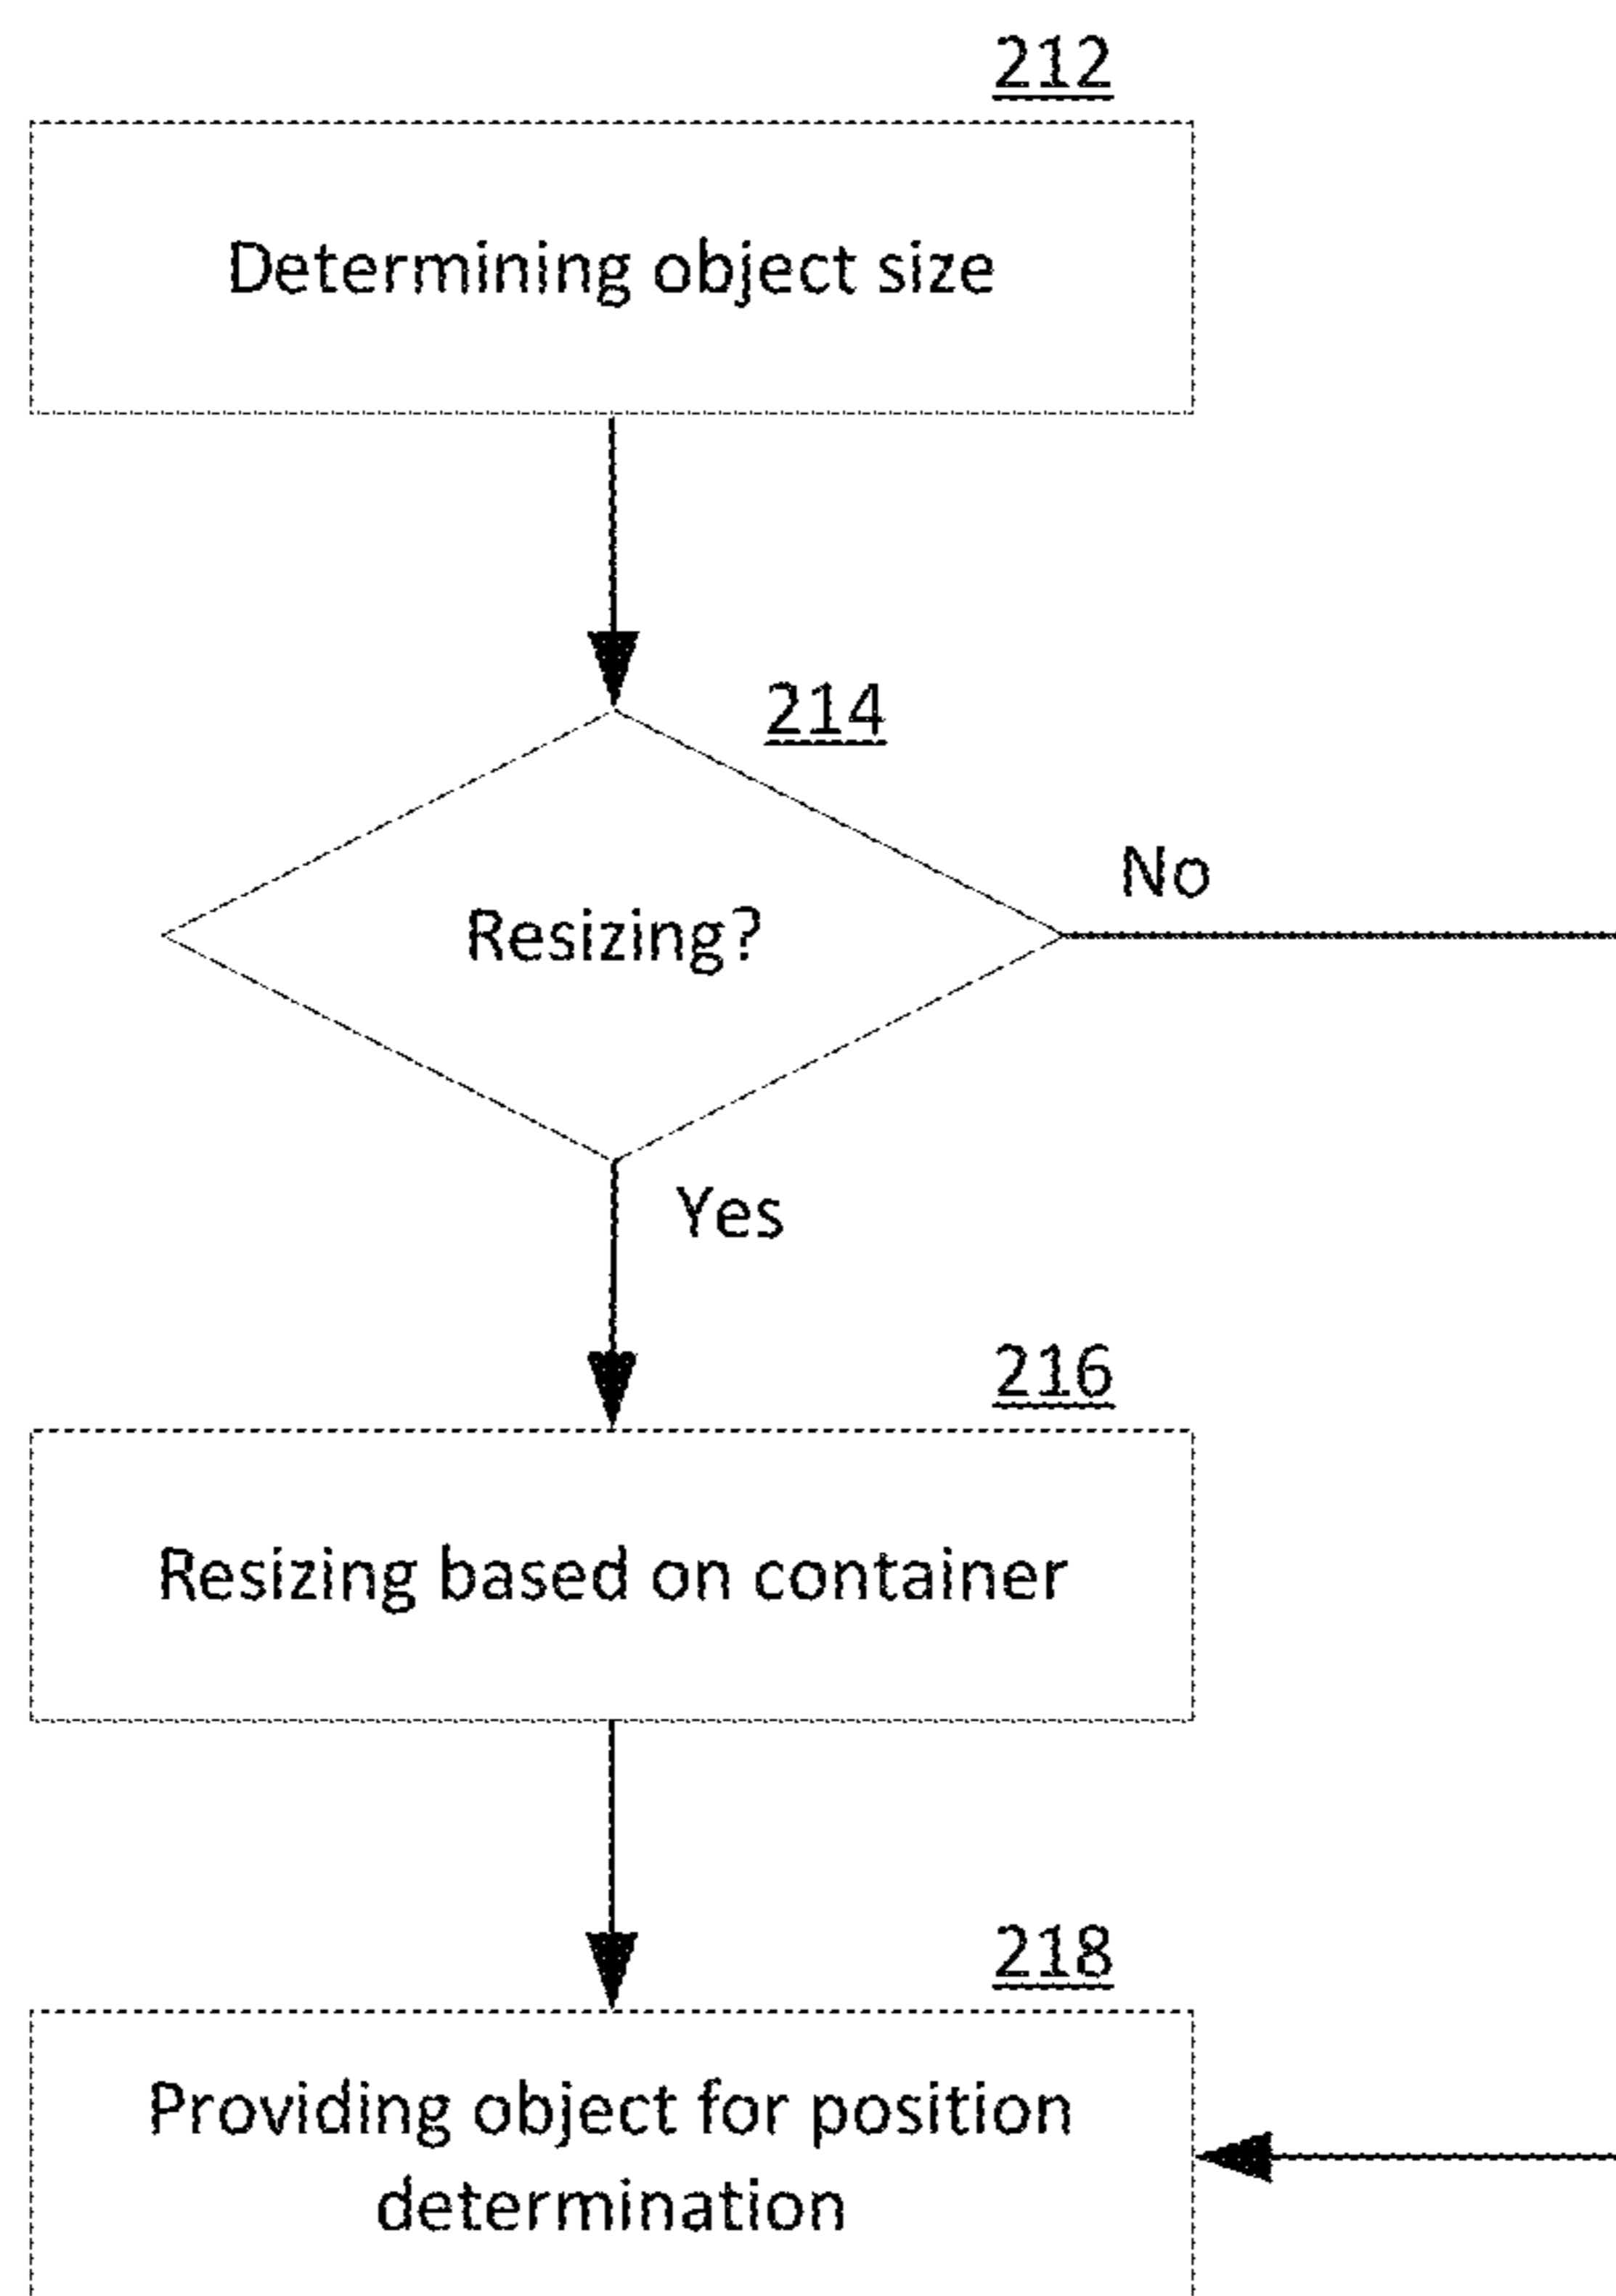 212
Determining object size
214
No
Resizing?
Yes
216
Resizing based on container
218
Providing object for position
determination